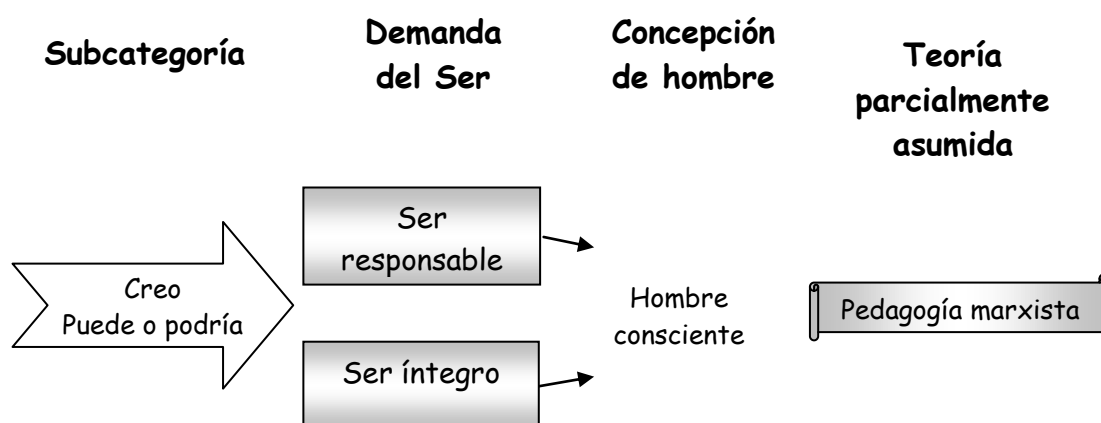 Subcategoría
Demanda
del Ser
Concepción
de hombre
Teoría
parcialmente
asumida
Creo
Puede o podría
Ser
responsable
Ser íntegro
Hombre
consciente
Pedagogía marxista